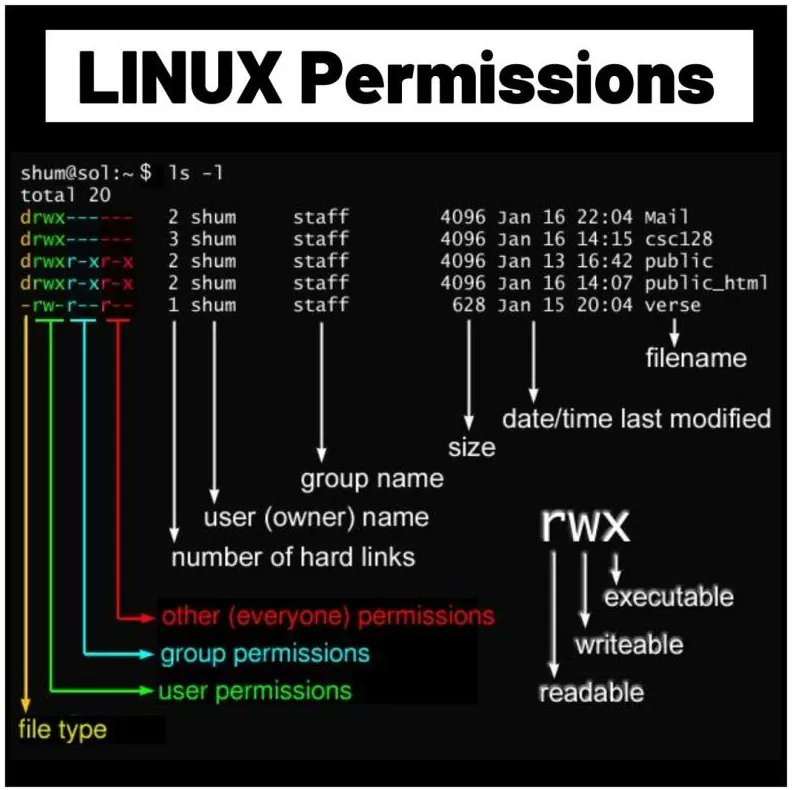 LINUX Permissions
shum@sol:~$ ls -l
total 20
drwx------ 2 shum staff 4096 Jan 16 22:04 Mail
drwx------ 3 shum staff 4096 Jan 16 14:15 csc128
drwxr-xr-x 2 shum staff 4096 Jan 13 16:42 public
drwxr-xr-x 2 shum staff 4096 Jan 16 14:07 public_html
-rw-r--r-- 1 shum staff 628 Jan 15 20:04 verse
filename
date/time last modified
size
group name
user (owner) name
number of hard links
rwx
executable
writeable
readable
other (everyone) permissions
group permissions
user permissions
file type